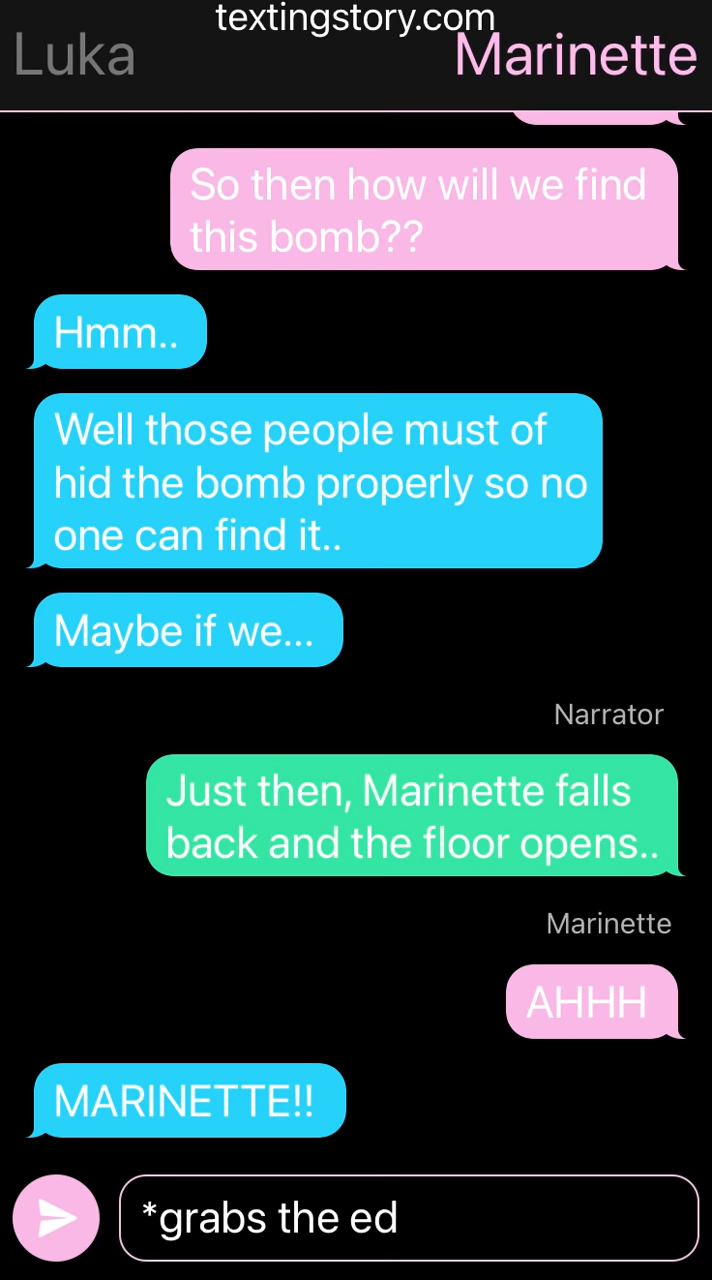 textingstory.com
Luka
Marinette
So then how will we find
this bomb??
Hmm..
Well those people must of
hid the bomb properly so no
one can find it..
Maybe if we...
Narrator
Just then, Marinette falls
back and the floor opens..
Marinette
AHHH
MARINETTE!!
*grabs the ed